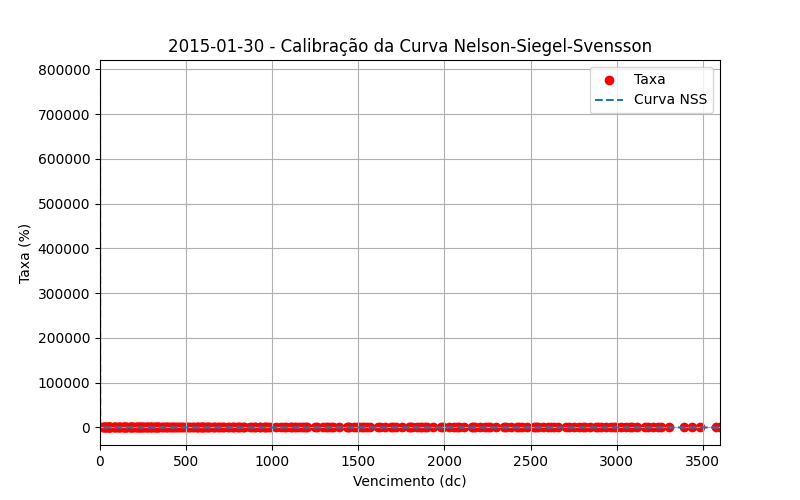 2015-01-30 - Calibração da Curva Nelson-Siegel-Svensson
800000
700000
600000
500000
400000
300000
200000
100000
0
Taxa (%)
Taxa
Curva NSS
0 500 1000 1500 2000 2500 3000 3500
Vencimento (dc)